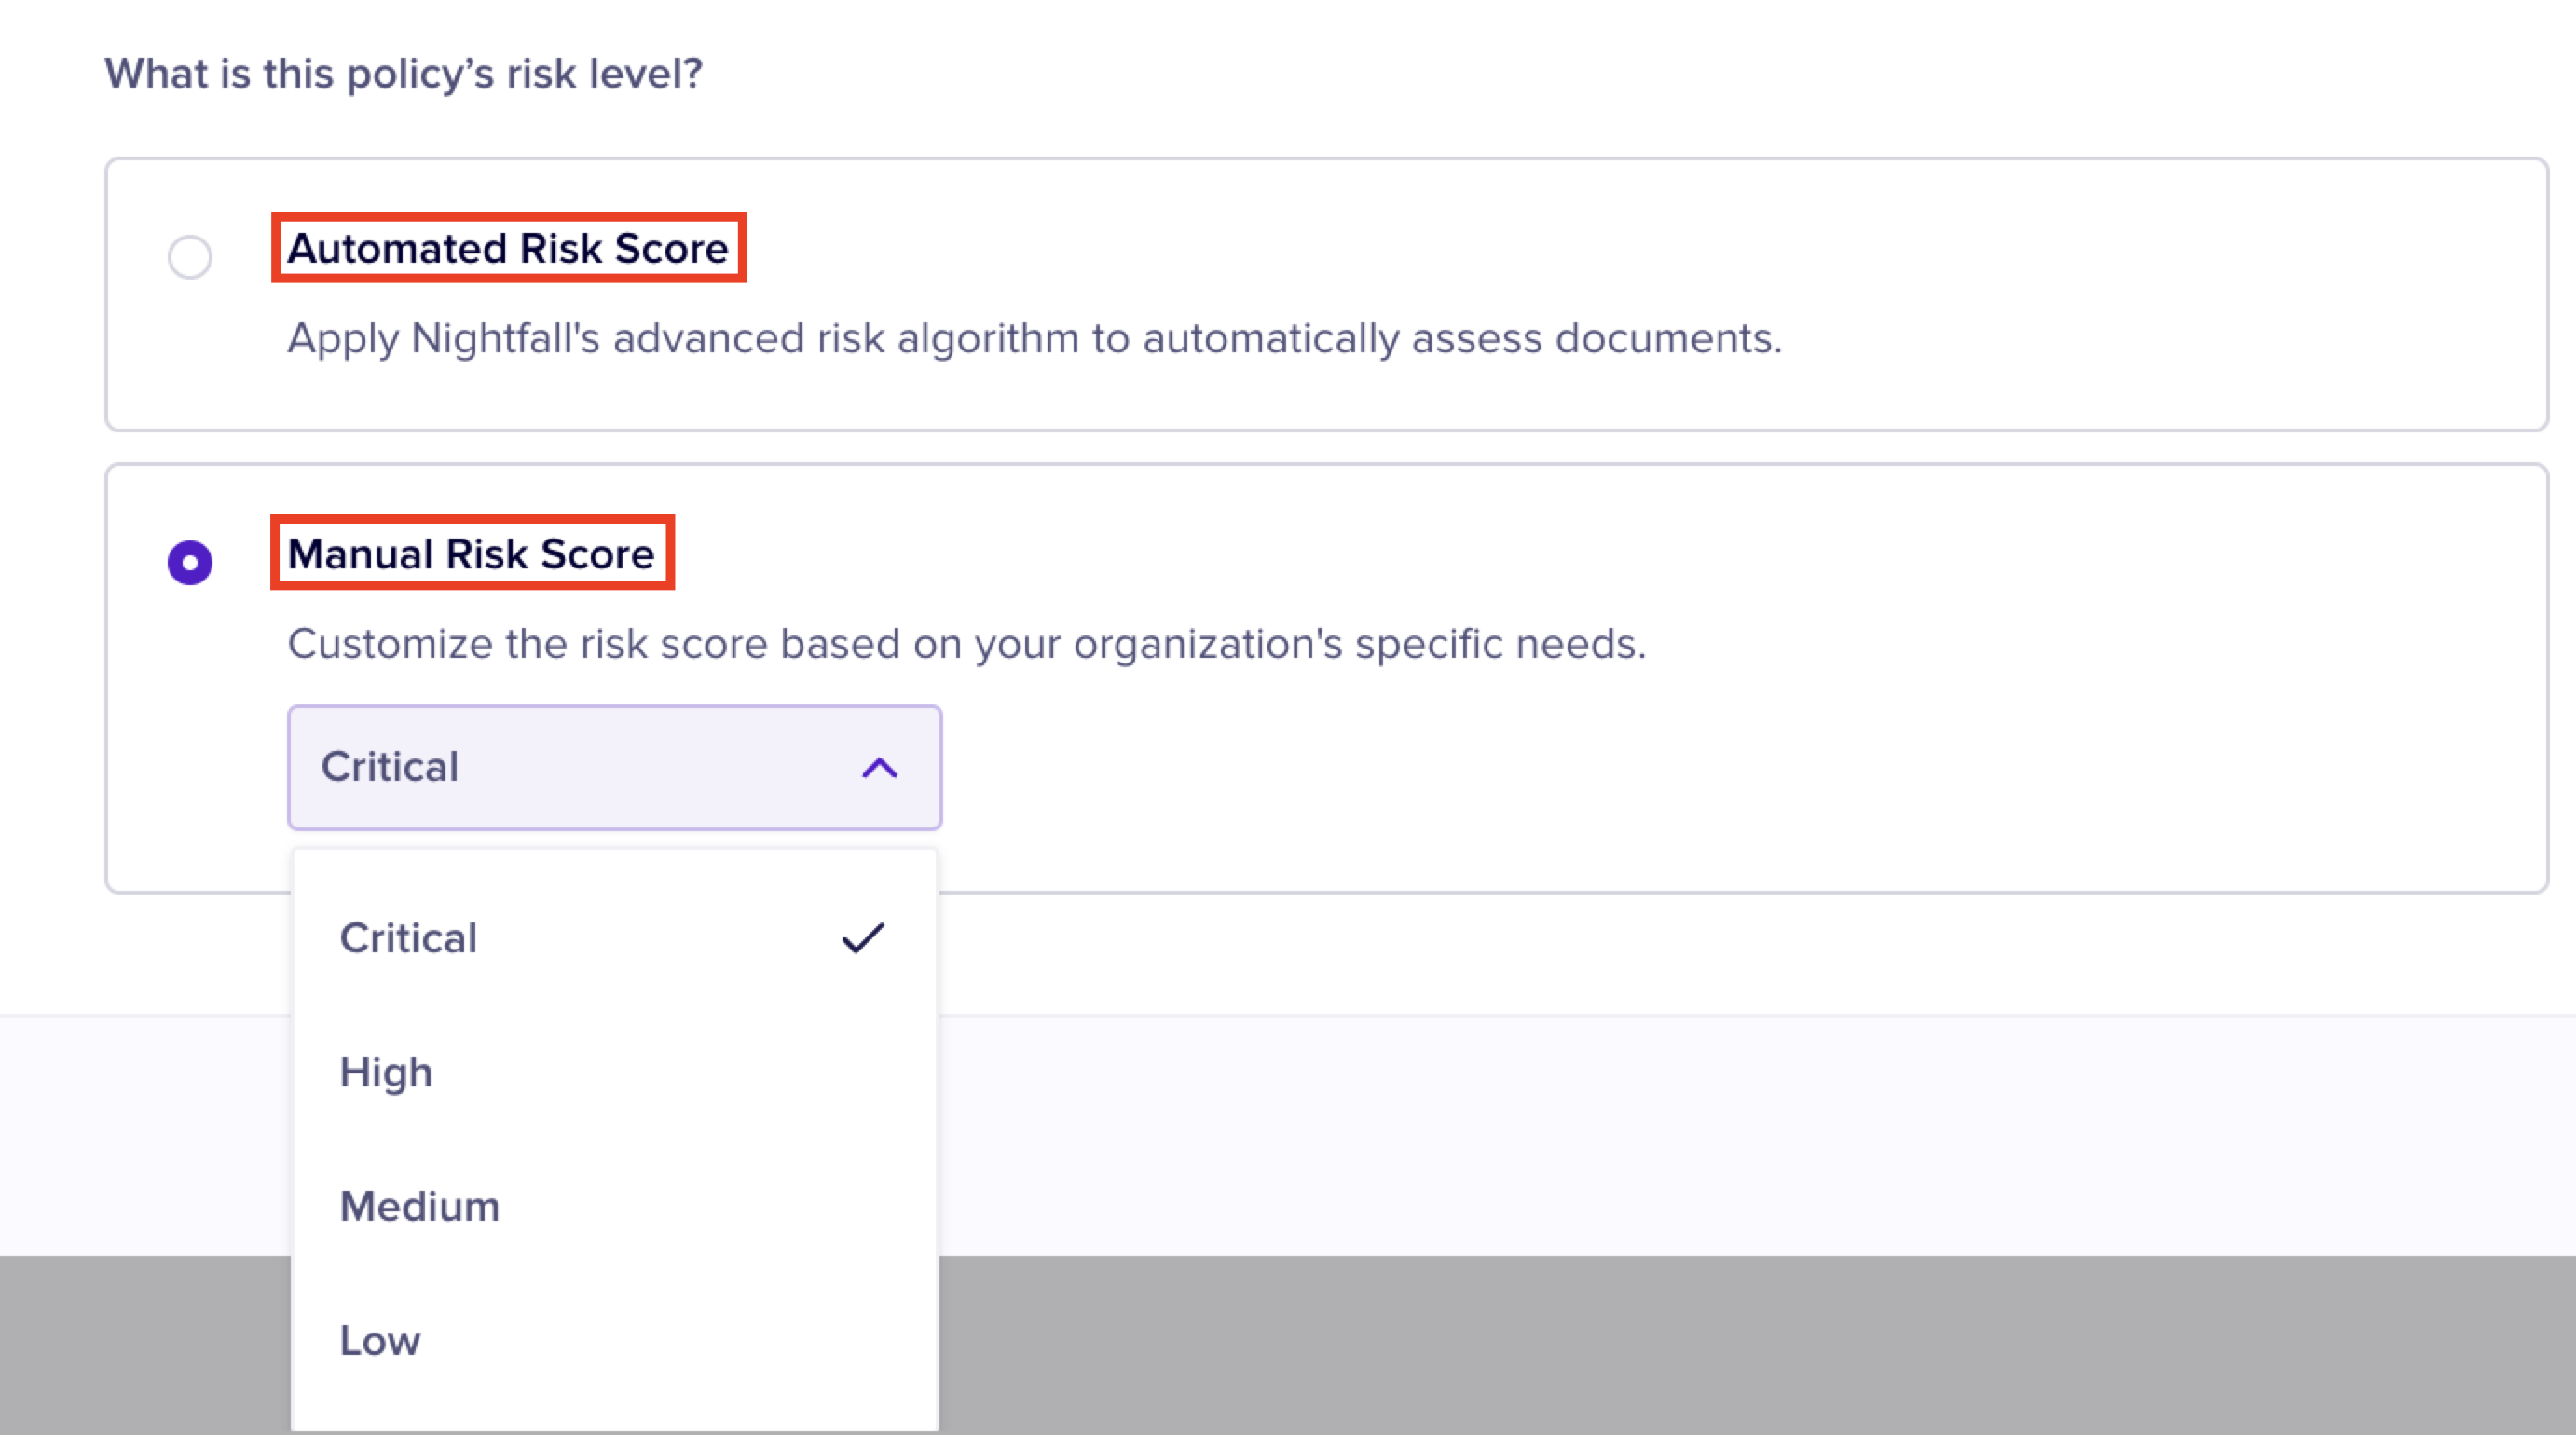 What is this policy’s risk level?
Automated Risk Score
Apply Nightfall's advanced risk algorithm to automatically assess documents.
Manual Risk Score
Customize the risk score based on your organization's specific needs.
Critical
Critical
High
Medium
Low